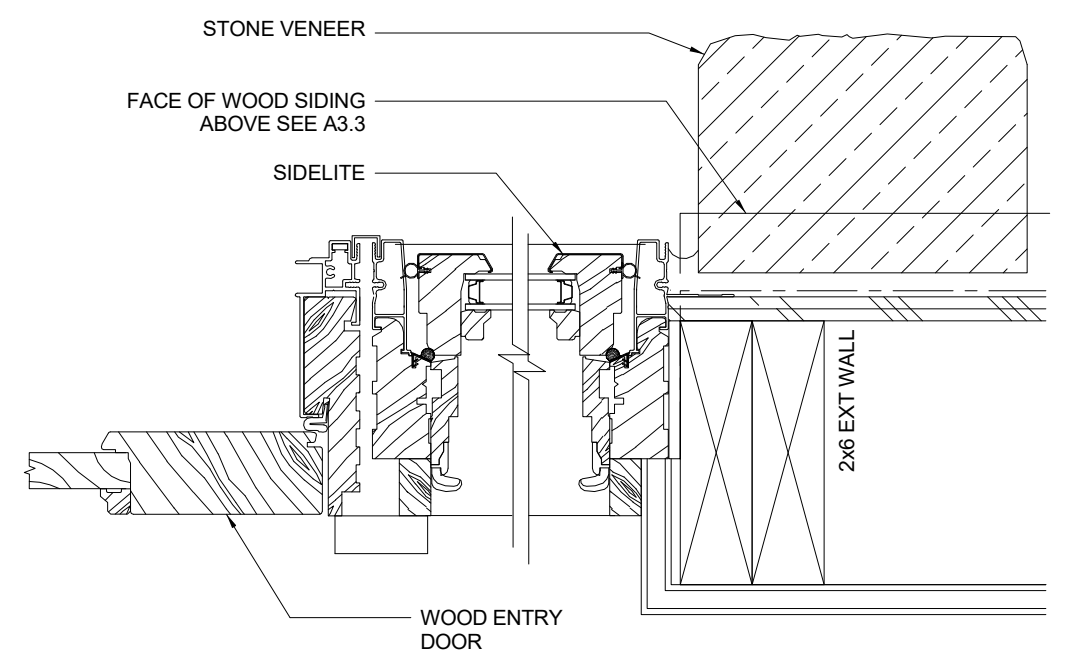 STONE VENEER
FACE OF WOOD SIDING
ABOVE SEE A3.3
SIDELITE
2x6 EXT WALL
WOOD ENTRY
DOOR